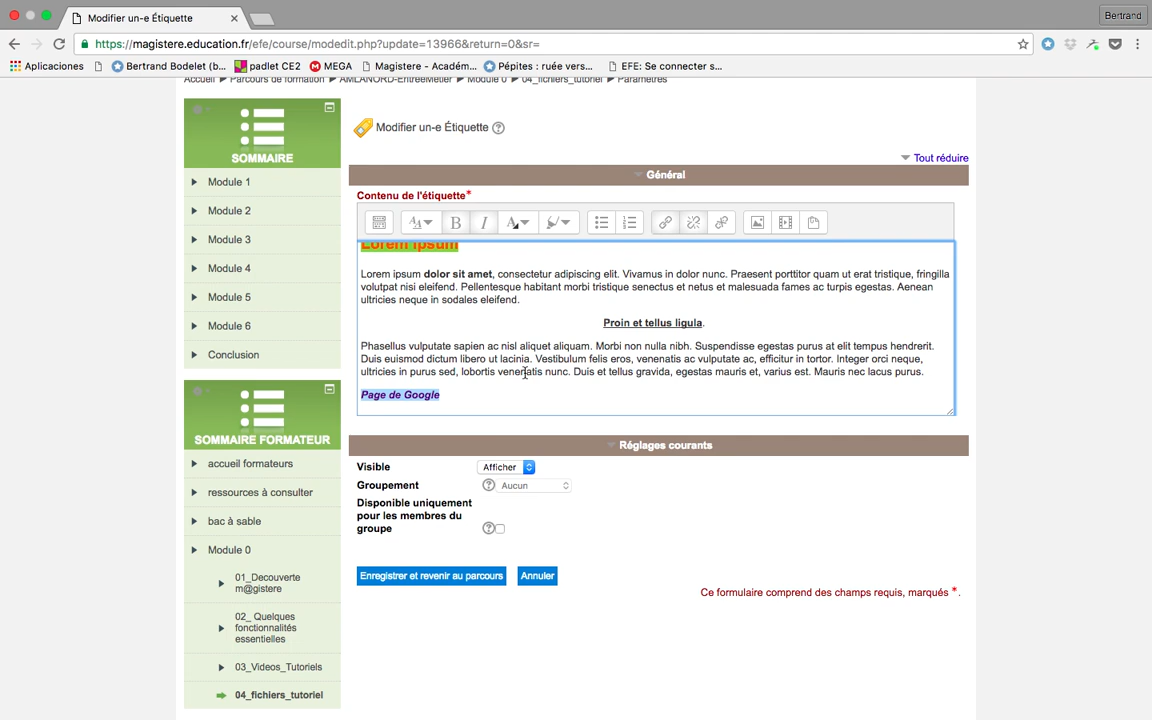 Modifier un-e Étiquette
Bertrand
https://magistere.education.fr/efe/course/modedit.php?update=13966&return=0&sr=
Aplicaciones
Bertrand Bodelet (b...
padlet CE2
MEGA
Magistere - Académ...
Pépites : ruée vers...
EFE: Se connecter s...
Accueil ▶ Parcours de formation ▶ AMLANORD-EntreeMetier ▶ Module 0 ▶ 04_fichiers_tutoriel ▶ Paramètres
SOMMAIRE
Module 1
Module 2
Module 3
Module 4
Module 5
Module 6
Conclusion
SOMMAIRE FORMATEUR
accueil formateurs
ressources à consulter
bac à sable
Module 0
01_Decouverte
m@gistere
02_ Quelques
fonctionnalités
essentielles
03_Videos_Tutoriels
04_fichiers_tutoriel
Modifier un-e Étiquette
Tout réduire
Général
Contenu de l'étiquette*
Lorem ipsum
Lorem ipsum dolor sit amet, consectetur adipiscing elit. Vivamus in dolor nunc. Praesent porttitor quam ut erat tristique, fringilla
volutpat nisi eleifend. Pellentesque habitant morbi tristique senectus et netus et malesuada fames ac turpis egestas. Aenean
ultricies neque in sodales eleifend.
Proin et tellus ligula.
Phasellus vulputate sapien ac nisl aliquet aliquam. Morbi non nulla nibh. Suspendisse egestas purus at elit tempus hendrerit.
Duis euismod dictum libero ut lacinia. Vestibulum felis eros, venenatis ac vulputate ac, efficitur in tortor. Integer orci neque,
ultricies in purus sed, lobortis venenatis nunc. Duis et tellus gravida, egestas mauris et, varius est. Mauris nec lacus purus.
Page de Google
Réglages courants
Visible
Afficher
Groupement
Aucun
Disponible uniquement
pour les membres du
groupe
Enregistrer et revenir au parcours
Annuler
Ce formulaire comprend des champs requis, marqués *.